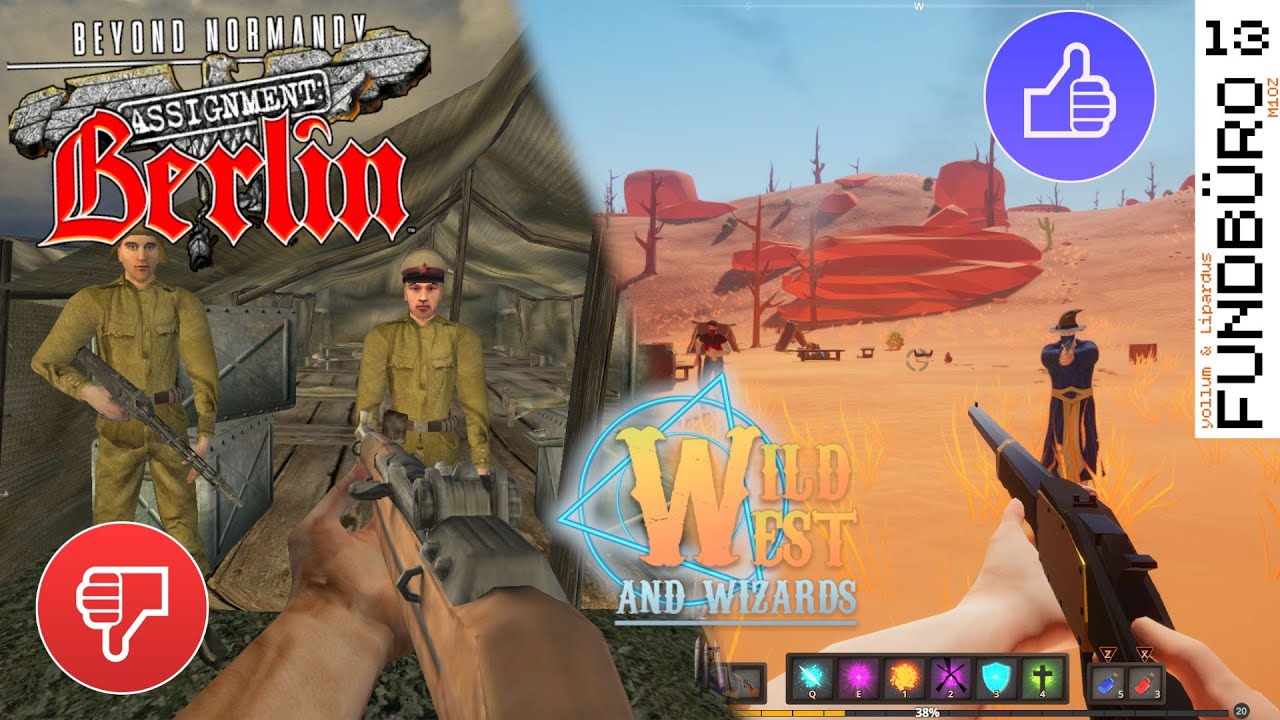 BEYOND NORMANDY
ASSIGNMENT:
Berlin
™
S
W
N
13
FUNDBÜRO
M1OZ
yollum & Lipardus
WILD
WEST
AND WIZARDS
Q
E
1
2
3
4
Z
X
5
3
38%
20